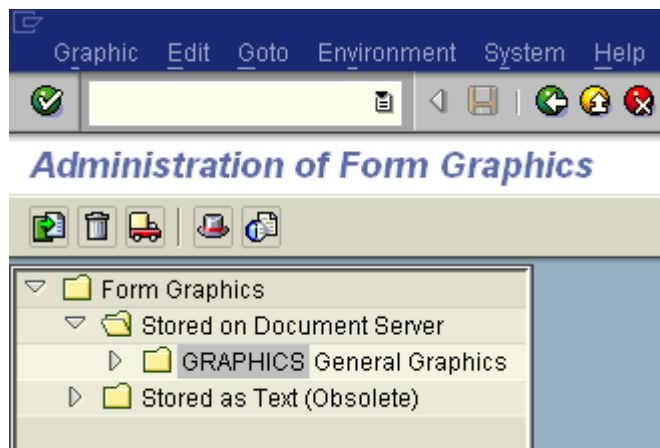 Graphic Edit Goto Environment System Help
Administration of Form Graphics
Form Graphics
Stored on Document Server
GRAPHICS General Graphics
Stored as Text (Obsolete)